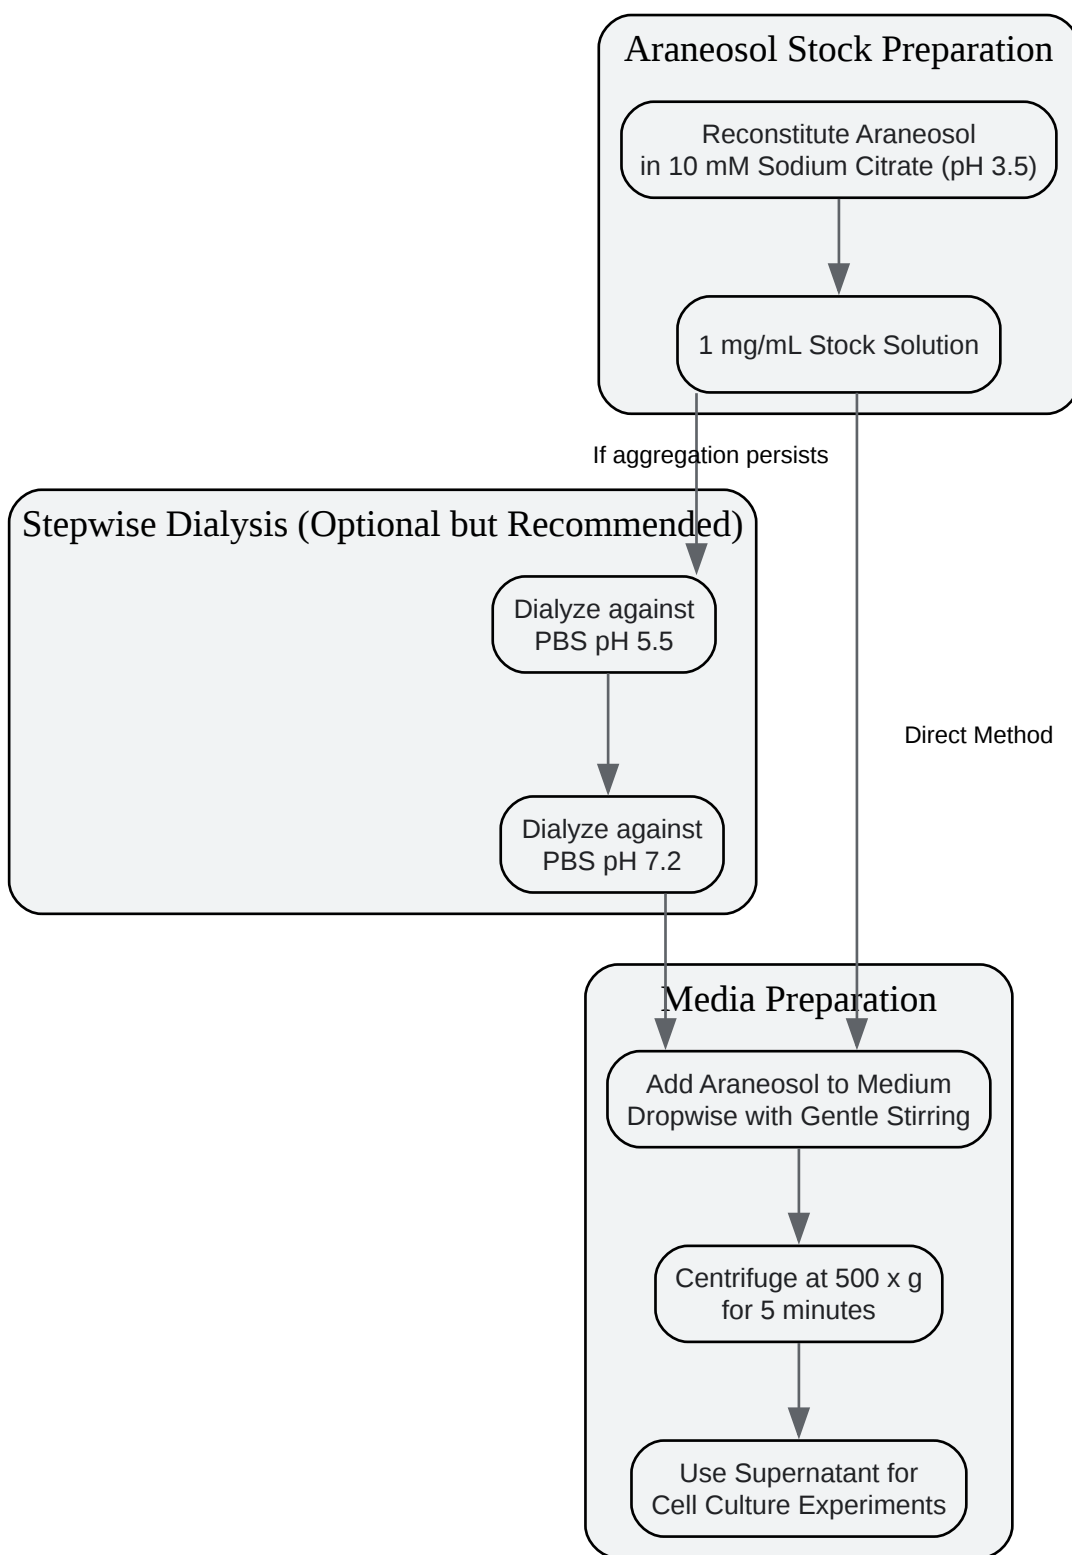 Araneosol Stock Preparation
Reconstitute Araneosol
in 10 mM Sodium Citrate (pH 3.5)
1 mg/mL Stock Solution
If aggregation persists
Stepwise Dialysis (Optional but Recommended)
Dialyze against
PBS pH 5.5
Direct Method
Dialyze against
PBS pH 7.2
Media Preparation
Add Araneosol to Medium
Dropwise with Gentle Stirring
Centrifuge at 500 x g
for 5 minutes
Use Supernatant for
Cell Culture Experiments